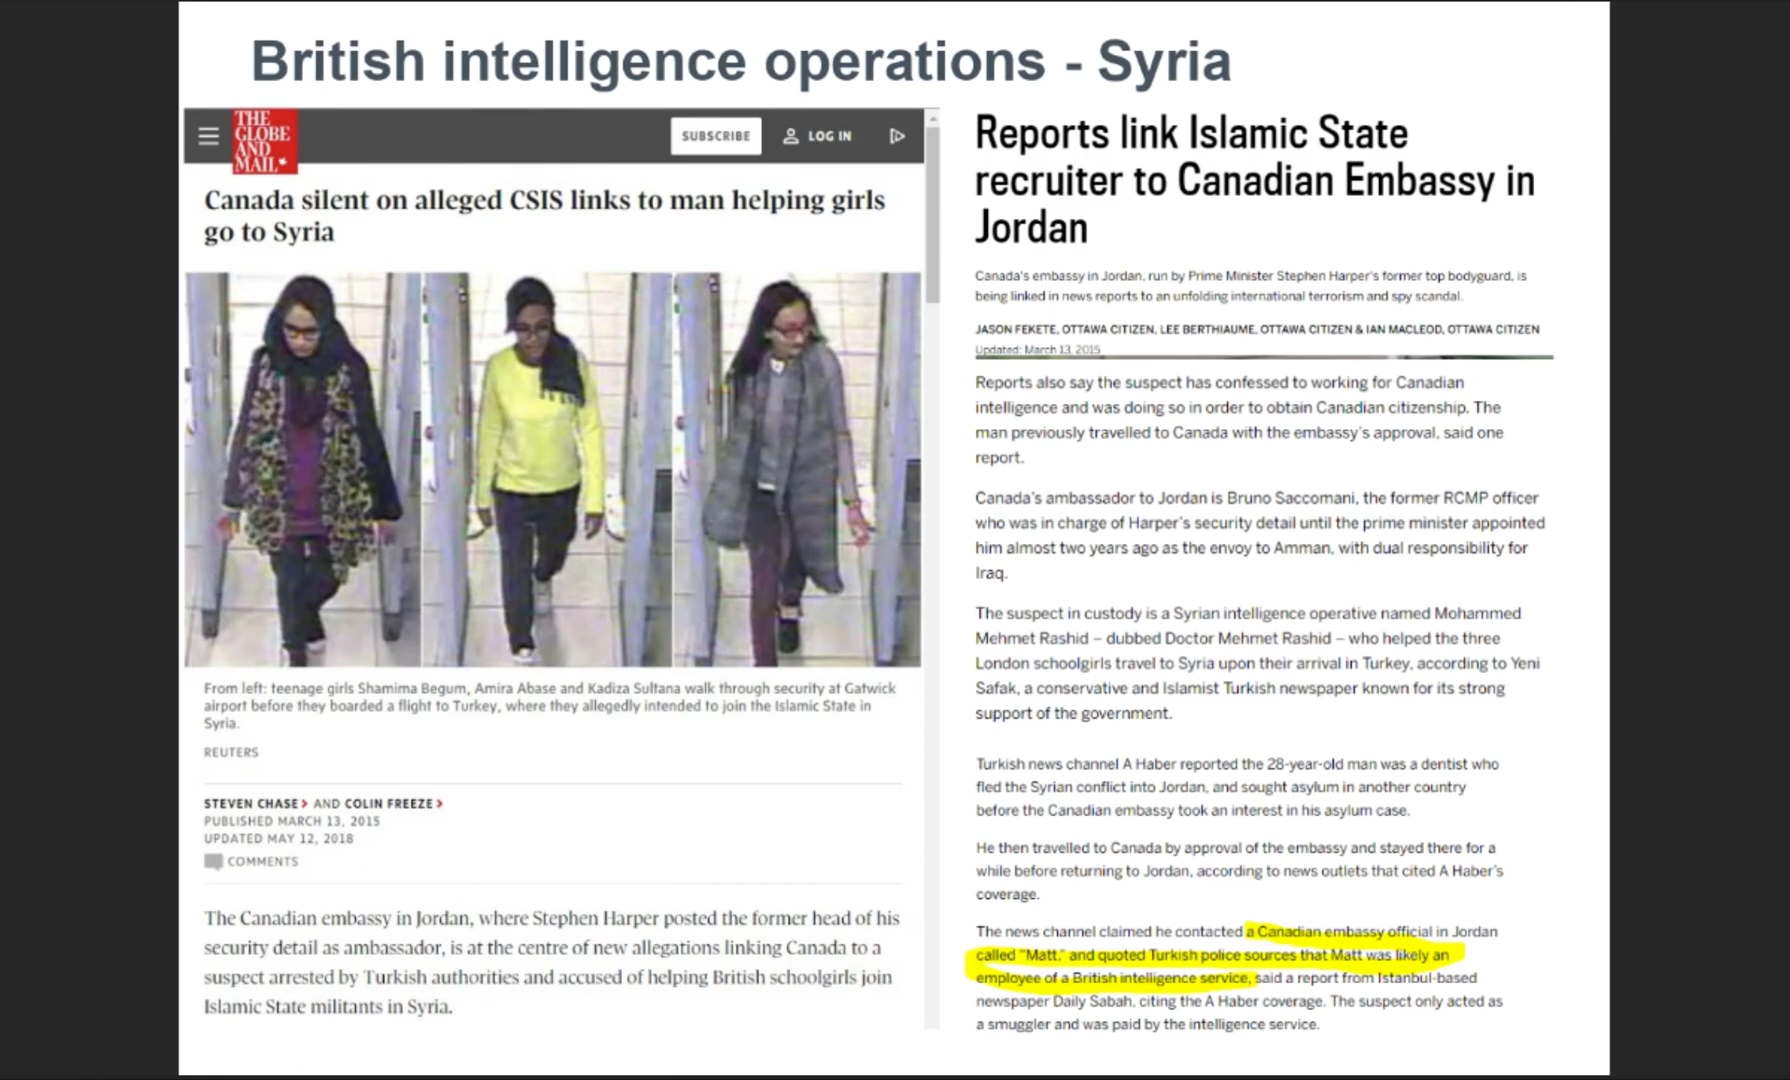 British intelligence operations - Syria
THE
GLOBE
AND
MAIL
SUBSCRIBE
LOG IN
Canada silent on alleged CSIS links to man helping girls
go to Syria
From left: teenage girls Shamima Begum, Amira Abase and Kadiza Sultana walk through security at Gatwick
airport before they boarded a flight to Turkey, where they allegedly intended to join the Islamic State in
Syria.
REUTERS
STEVEN CHASE> AND COLIN FREEZE>
PUBLISHED MARCH 13, 2015
UPDATED MAY 12, 2018
COMMENTS
The Canadian embassy in Jordan, where Stephen Harper posted the former head of his
security detail as ambassador, is at the centre of new allegations linking Canada to a
suspect arrested by Turkish authorities and accused of helping British schoolgirls join
Islamic State militants in Syria.
Reports link Islamic State
recruiter to Canadian Embassy in
Jordan
Canada's embassy in Jordan, run by Prime Minister Stephen Harper's former top bodyguard, is
being linked in news reports to an unfolding international terrorism and spy scandal.
JASON FEKETE, OTTAWA CITIZEN, LEE BERTHIAUME, OTTAWA CITIZEN & IAN MACLEOD, OTTAWA CITIZEN
Updated: March 13, 2015
Reports also say the suspect has confessed to working for Canadian
intelligence and was doing so in order to obtain Canadian citizenship. The
man previously travelled to Canada with the embassy's approval, said one
report.
Canada's ambassador to Jordan is Bruno Saccomani, the former RCMP officer
who was in charge of Harper's security detail until the prime minister appointed
him almost two years ago as the envoy to Amman, with dual responsibility for
Iraq.
The suspect in custody is a Syrian intelligence operative named Mohammed
Mehmet Rashid – dubbed Doctor Mehmet Rashid – who helped the three
London schoolgirls travel to Syria upon their arrival in Turkey, according to Yeni
Safak, a conservative and Islamist Turkish newspaper known for its strong
support of the government.
Turkish news channel A Haber reported the 28-year-old man was a dentist who
fled the Syrian conflict into Jordan, and sought asylum in another country
before the Canadian embassy took an interest in his asylum case.
He then travelled to Canada by approval of the embassy and stayed there for a
while before returning to Jordan, according to news outlets that cited A Haber's
coverage.
The news channel claimed he contacted a Canadian embassy official in Jordan
called "Matt," and quoted Turkish police sources that Matt was likely an
employee of a British intelligence service, said a report from Istanbul-based
newspaper Daily Sabah, citing the A Haber coverage. The suspect only acted as
a smuggler and was paid by the intelligence service.